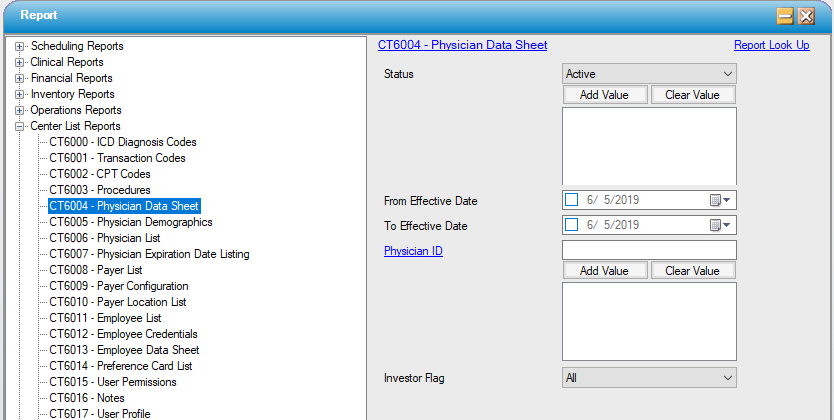 Report
Scheduling Reports
Clinical Reports
Financial Reports
Inventory Reports
Operations Reports
Center List Reports
CT6000 - ICD Diagnosis Codes
CT6001 - Transaction Codes
CT6002 - CPT Codes
CT6003 - Procedures
CT6004 - Physician Data Sheet
CT6005 - Physician Demographics
CT6006 - Physician List
CT6007 - Physician Expiration Date Listing
CT6008 - Payer List
CT6009 - Payer Configuration
CT6010 - Payer Location List
CT6011 - Employee List
CT6012 - Employee Credentials
CT6013 - Employee Data Sheet
CT6014 - Preference Card List
CT6015 - User Permissions
CT6016 - Notes
CT6017 - User Profile
CT6004 - Physician Data Sheet
Report Look Up
Status
Active
Add Value
Clear Value
From Effective Date
6/ 5/2019
To Effective Date
6/ 5/2019
Physician ID
Add Value
Clear Value
Investor Flag
All